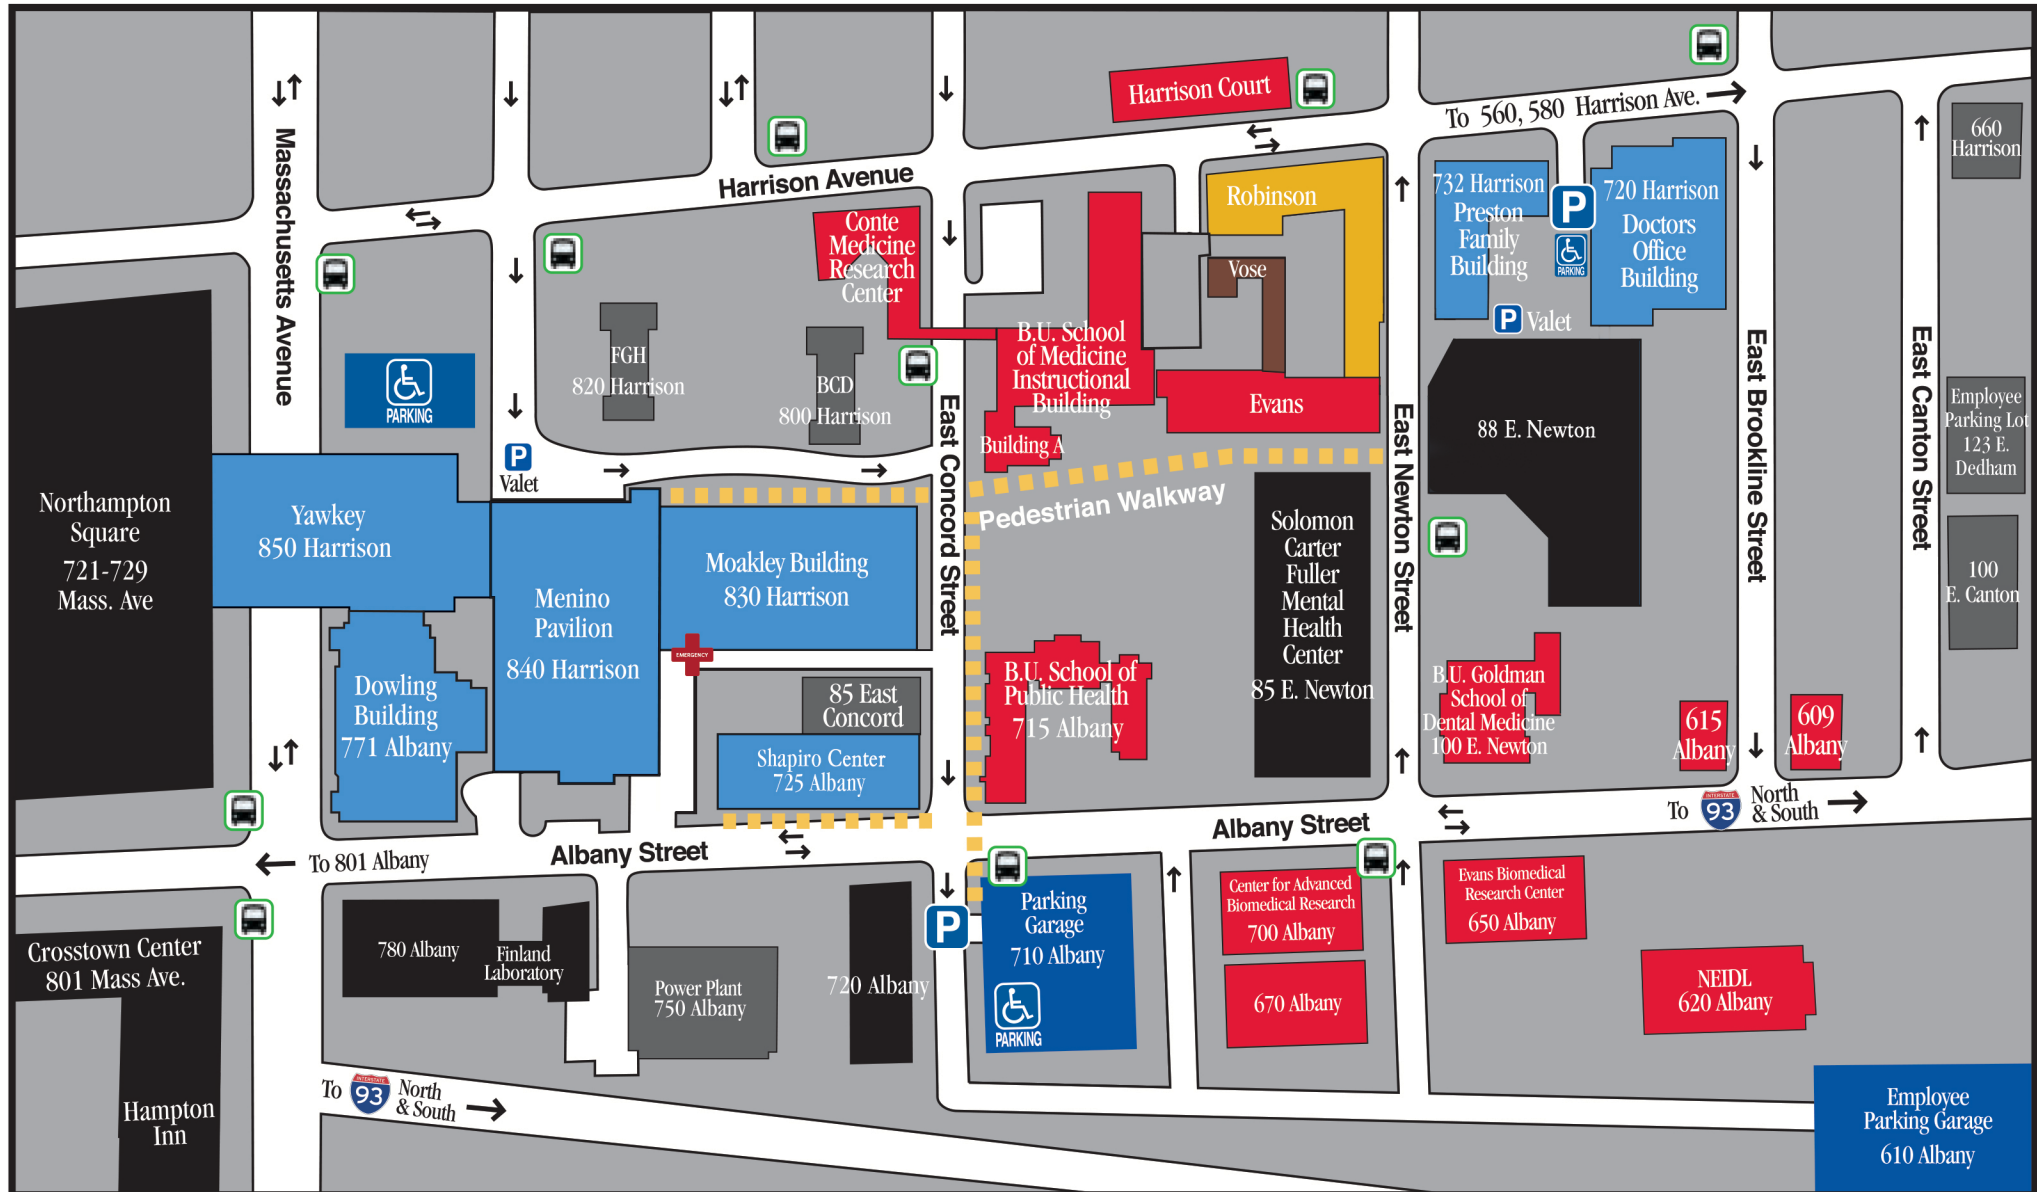 Harrison Court
To 560, 580 Harrison Ave.
660
Harrison
Massachusetts Avenue
Harrison Avenue
Conte
Medicine
Research
Center
Robinson
Vose
732 Harrison
Preston
Family
Building
P
PARKING
720 Harrison
Doctors
Office
Building
P Valet
FGH
820 Harrison
BCD
800 Harrison
B.U. School
of Medicine
Instructional
Building
Building A
Evans
88 E. Newton
East Concord Street
East Newton Street
East Brookline Street
East Canton Street
Employee
Parking Lot
123 E.
Dedham
100
E. Canton
PARKING
P
Valet
Northampton
Square
721-729
Mass. Ave
Yawkey
850 Harrison
Menino
Pavilion
840 Harrison
Moakley Building
830 Harrison
EMERGENCY
Pedestrian Walkway
Solomon
Carter
Fuller
Mental
Health
Center
85 E. Newton
Dowling
Building
771 Albany
85 East
Concord
Shapiro Center
725 Albany
B.U. School of
Public Health
715 Albany
B.U. Goldman
School of
Dental Medicine
100 E. Newton
615
Albany
609
Albany
To INTERSTATE 93 North
& South
Albany Street
Albany Street
To 801 Albany
Crosstown Center
801 Mass Ave.
Hampton
Inn
780 Albany
Finland
Laboratory
Power Plant
750 Albany
720 Albany
P
Parking
Garage
710 Albany
PARKING
Center for Advanced
Biomedical Research
700 Albany
670 Albany
Evans Biomedical
Research Center
650 Albany
NEIDL
620 Albany
To INTERSTATE 93 North
& South
Employee
Parking Garage
610 Albany